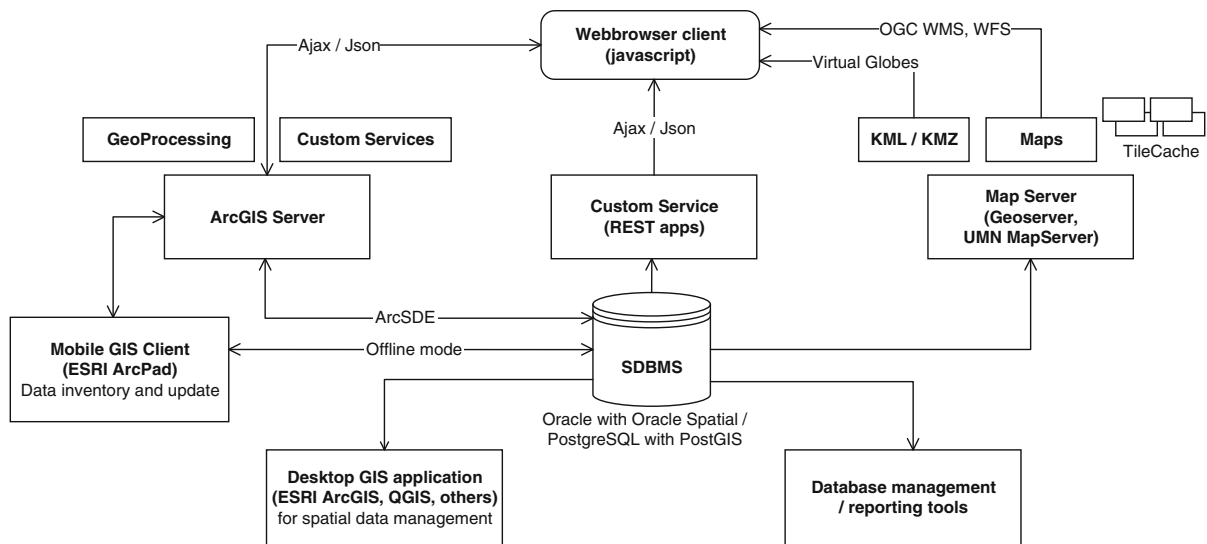 Webbrowser client
(javascript)
Ajax / Json
OGC WMS, WFS
Virtual Globes
GeoProcessing
Custom Services
Ajax / Json
KML / KMZ
Maps
TileCache
ArcGIS Server
Custom Service
(REST apps)
Map Server
(Geoserver,
UMN MapServer)
ArcSDE
Mobile GIS Client
(ESRI ArcPad)
Data inventory and update
Offline mode
SDBMS
Oracle with Oracle Spatial /
PostgreSQL with PostGIS
Desktop GIS application
(ESRI ArcGIS, QGIS, others)
for spatial data management
Database management
/ reporting tools